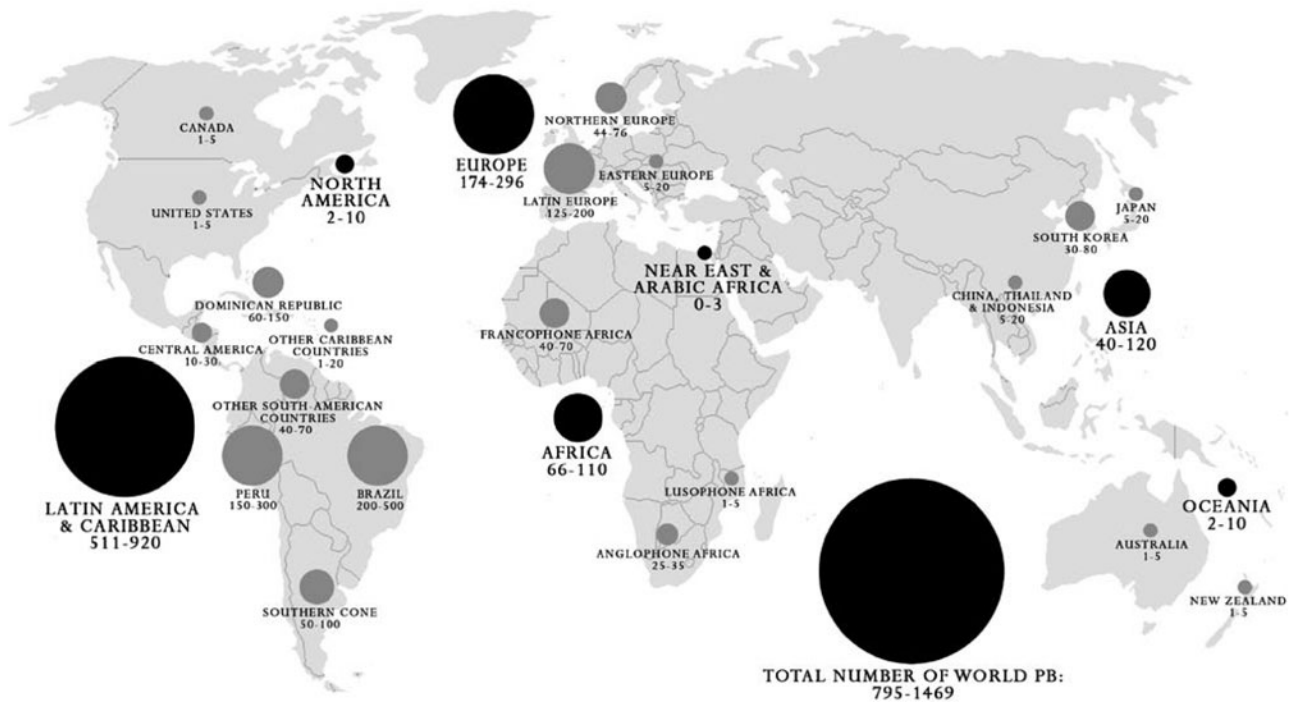 CANADA
1-5
NORTH
AMERICA
2-10
UNITED STATES
1-5
DOMINICAN REPUBLIC
60-150
OTHER CARIBBEAN
COUNTRIES
1-20
CENTRAL AMERICA
10-30
OTHER SOUTH-AMERICAN
COUNTRIES
40-70
PERU
150-300
BRAZIL
200-500
LATIN AMERICA
& CARIBBEAN
511-920
SOUTHERN CONE
50-100
EUROPE
174-296
NORTHERN EUROPE
44-76
EASTERN EUROPE
5-20
LATIN EUROPE
125-200
NEAR EAST &
ARABIC AFRICA
0-3
FRANCOPHONE AFRICA
40-70
AFRICA
66-110
LUSOPHONE AFRICA
1-5
ANGLOPHONE AFRICA
25-35
JAPAN
5-20
SOUTH KOREA
30-80
CHINA, THAILAND
& INDONESIA
5-20
ASIA
40-120
OCEANIA
2-10
AUSTRALIA
1-5
NEW ZEALAND
1-5
TOTAL NUMBER OF WORLD PB:
795-1469